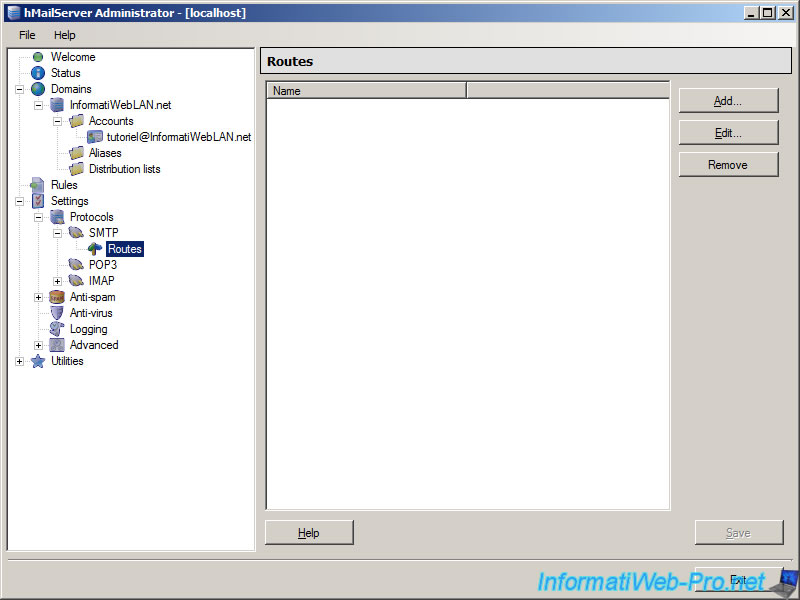 hMailServer Administrator - [localhost]
File Help
Welcome
Status
Domains
InformatiWebLAN.net
Accounts
tutoriel@InformatiWebLAN.net
Aliases
Distribution lists
Rules
Settings
Protocols
SMTP
Routes
POP3
IMAP
Anti-spam
Anti-virus
Logging
Advanced
Utilities
Routes
Name
Add...
Edit...
Remove
Help
Save
Exit
InformatiWeb-Pro.net